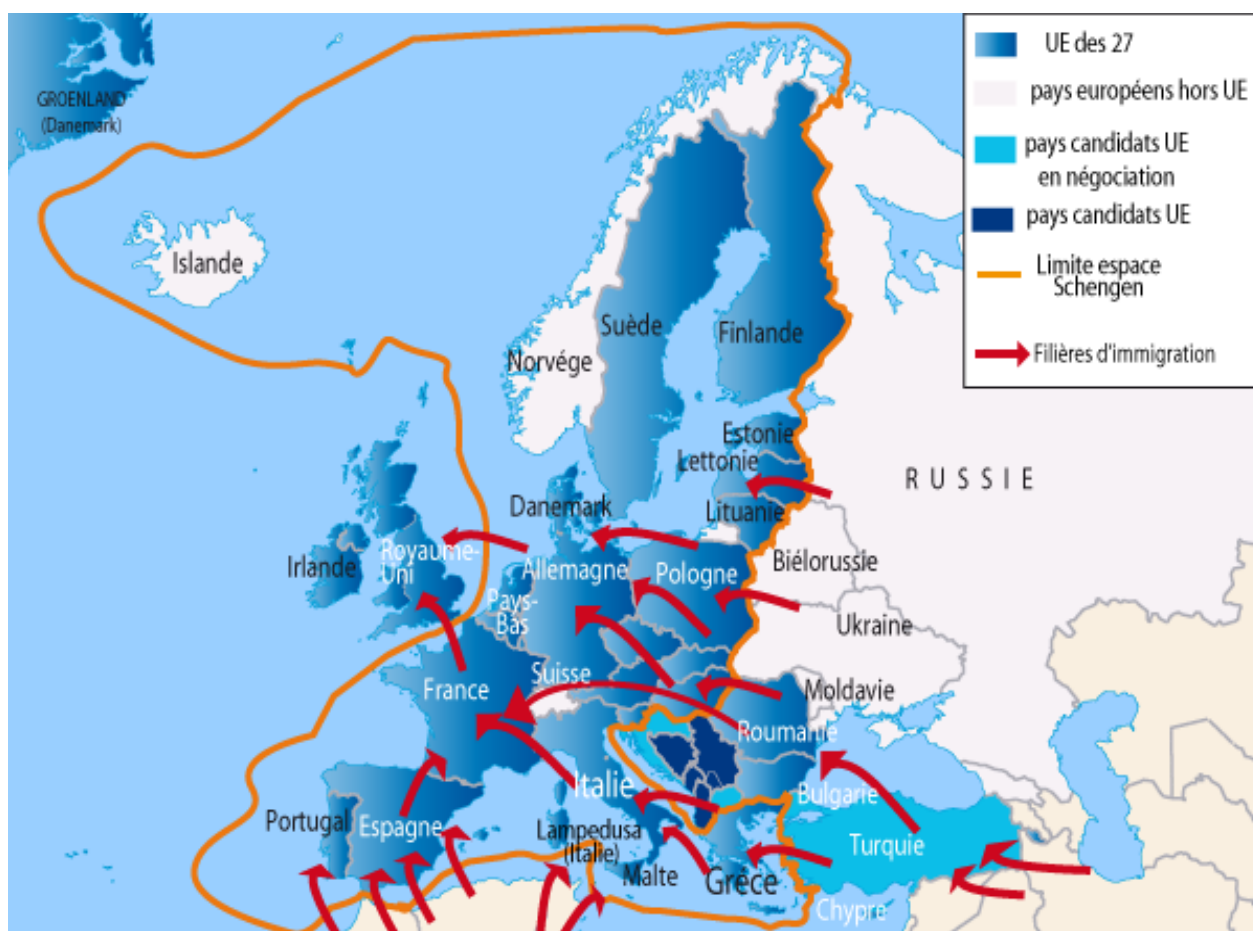 GROENLAND
(Danemark)
Islande
Norvége
Suède
Finlande
Estonie
Lettonie
Lituanie
Danemark
RUSSIE
Irlande
Royaume-
Uni
Pays-
Bas
Allemagne
Pologne
Biélorussie
Ukraine
France
Suisse
Moldavie
Roumanie
Italie
Bulgarie
Portugal
Espagne
Lampedusa
(Italie)
Malte
Grèce
Turquie
Chypre
UE des 27
pays européens hors UE
pays candidats UE
en négociation
pays candidats UE
Limite espace
Schengen
Filières d'immigration